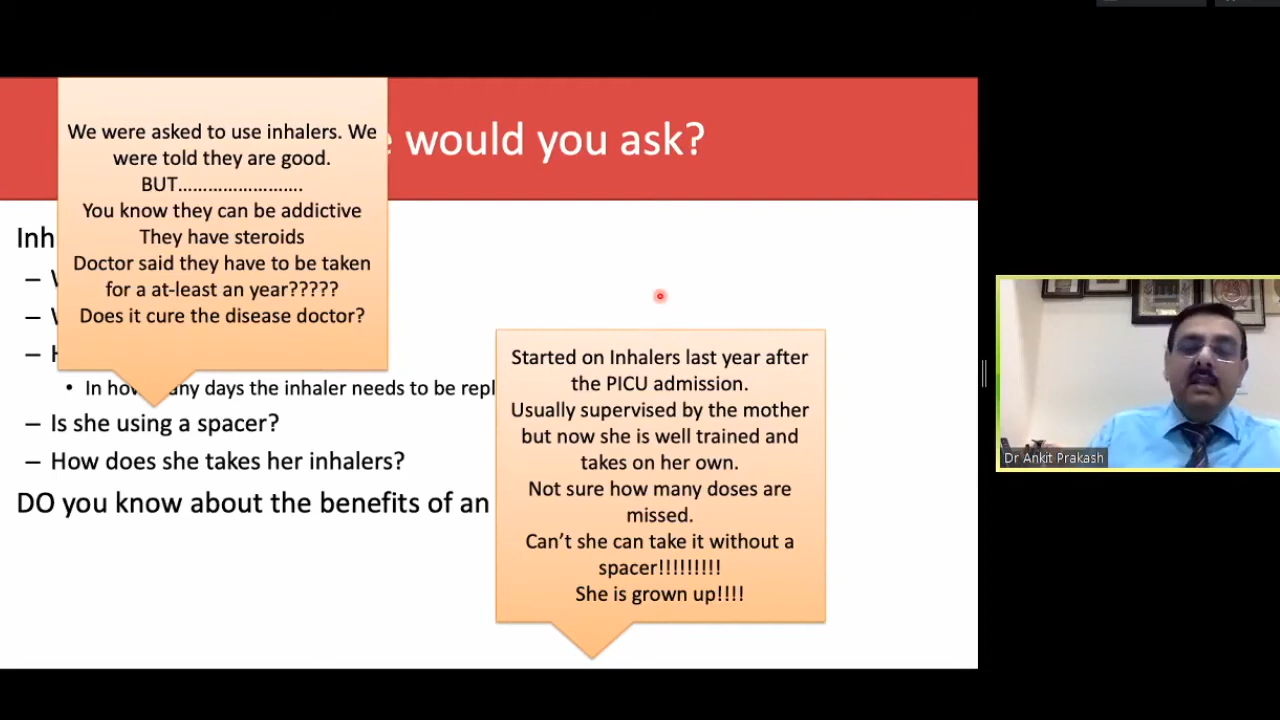 would you ask?
We were asked to use inhalers. We
were told they are good.
BUT…………………….
You know they can be addictive
They have steroids
Doctor said they have to be taken
for a at-least an year?????
Does it cure the disease doctor?
– 
– 
– 
• In how many days the inhaler needs to be
– Is she using a spacer?
– How does she takes her inhalers?
DO you know about the benefits of an
Started on Inhalers last year after
the PICU admission.
Usually supervised by the mother
but now she is well trained and
takes on her own.
Not sure how many doses are
missed.
Can’t she can take it without a
spacer!!!!!!!!!
She is grown up!!!!
Dr Ankit Prakash